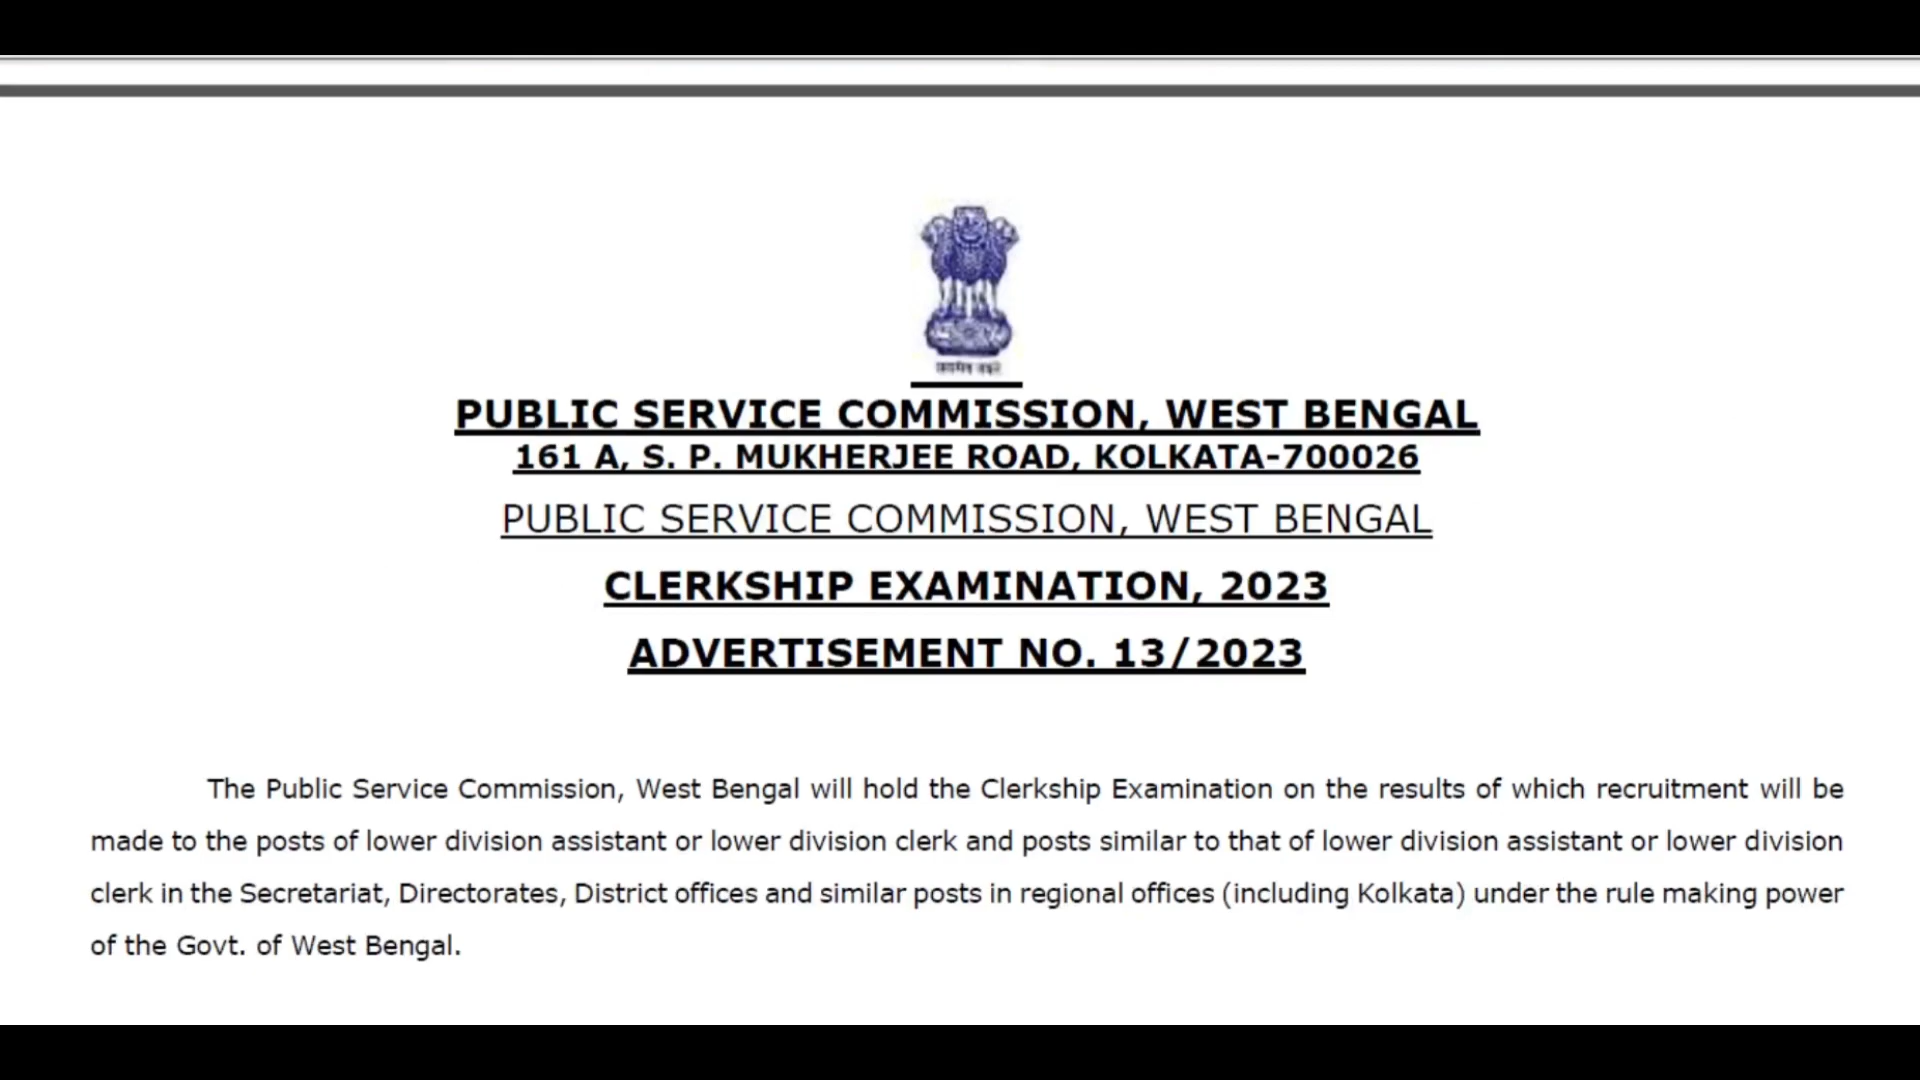 PUBLIC SERVICE COMMISSION, WEST BENGAL
161 A, S. P. MUKHERJEE ROAD, KOLKATA-700026
PUBLIC SERVICE COMMISSION, WEST BENGAL
CLERKSHIP EXAMINATION, 2023
ADVERTISEMENT NO. 13/2023
The Public Service Commission, West Bengal will hold the Clerkship Examination on the results of which recruitment will be
made to the posts of lower division assistant or lower division clerk and posts similar to that of lower division assistant or lower division
clerk in the Secretariat, Directorates, District offices and similar posts in regional offices (including Kolkata) under the rule making power
of the Govt. of West Bengal.